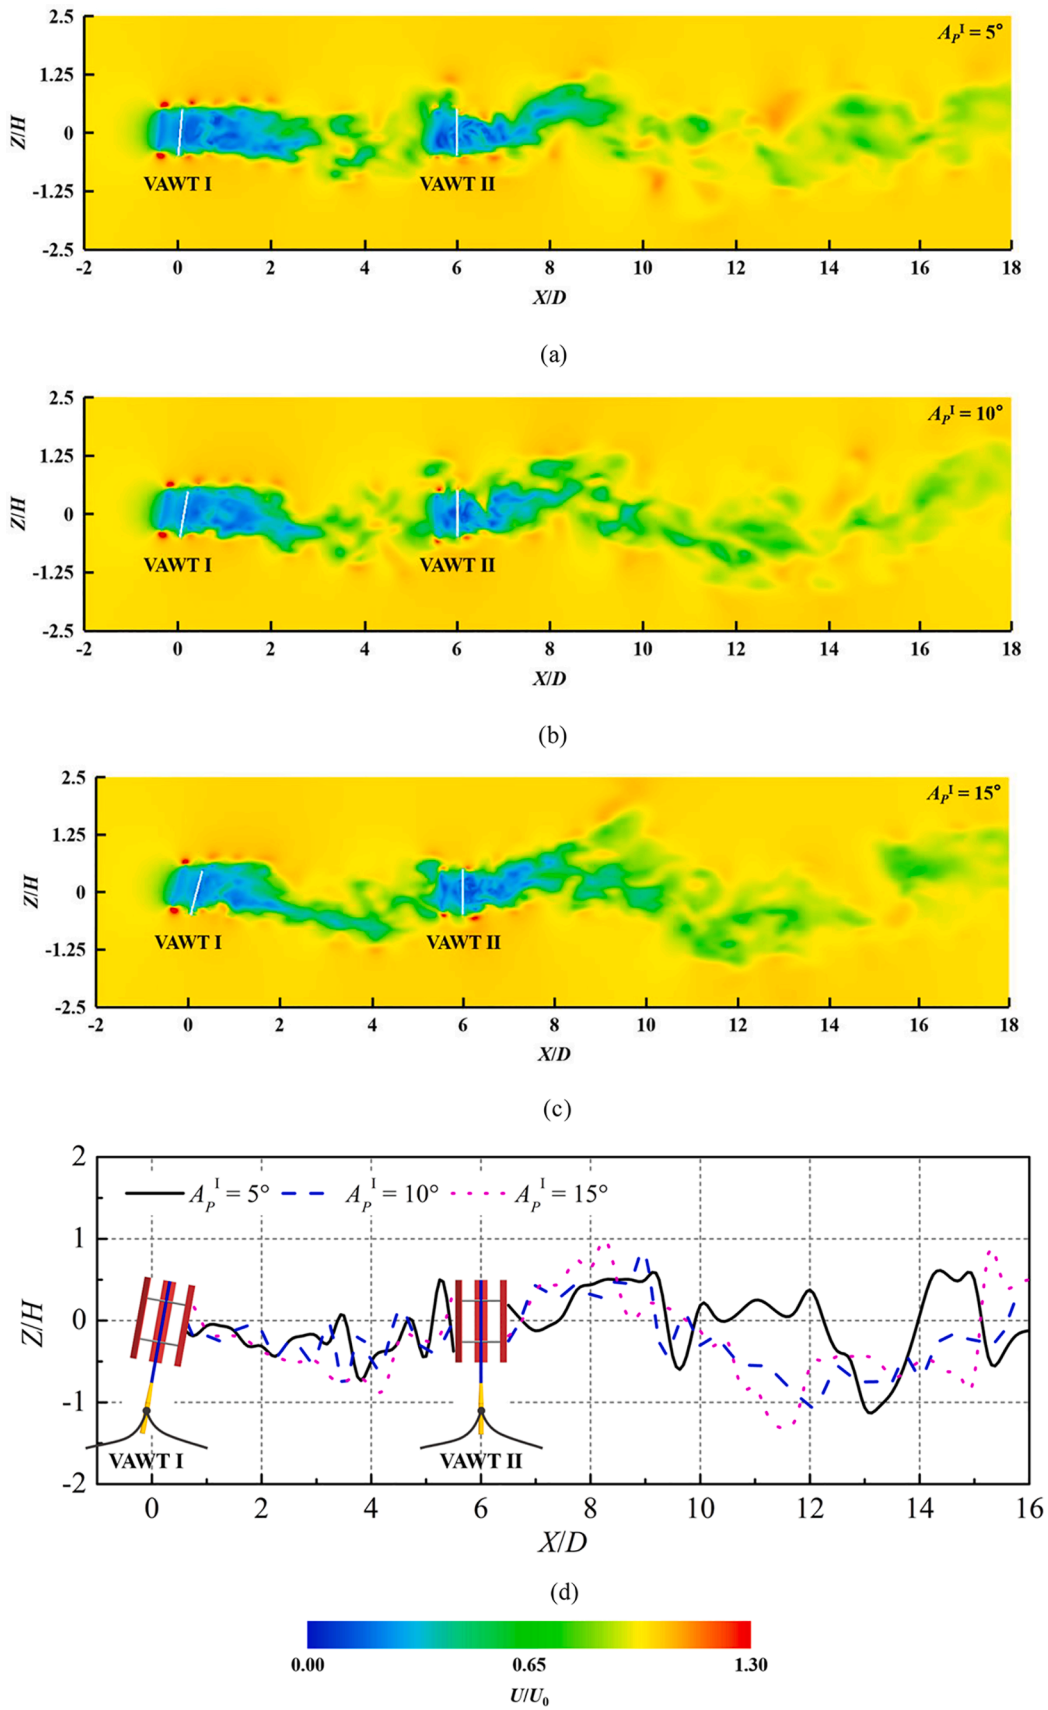 2.5
A_P^I = 5°
1.25
Z/H
0
VAWT I VAWT II
-1.25
-2.5
-2 0 2 4 6 8 10 12 14 16 18
X/D
(a)
2.5
A_P^I = 10°
1.25
Z/H
0
VAWT I VAWT II
-1.25
-2.5
-2 0 2 4 6 8 10 12 14 16 18
X/D
(b)
2.5
A_P^I = 15°
1.25
Z/H
0
VAWT I VAWT II
-1.25
-2.5
-2 0 2 4 6 8 10 12 14 16 18
X/D
(c)
2
A_P^I = 5° A_P^I = 10° A_P^I = 15°
1
Z/H
0
-1
VAWT I VAWT II
-2
0 2 4 6 8 10 12 14 16
X/D
(d)
0.00 0.65 1.30
U/U₀